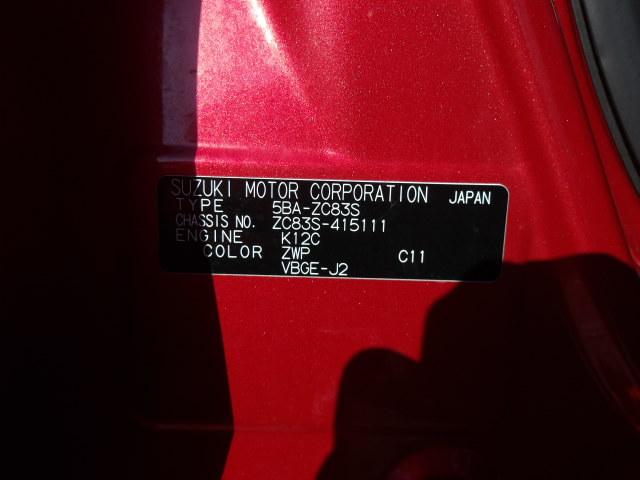 SUZUKI MOTOR CORPORATION JAPAN
TYPE 5BA-ZC83S
CHASSIS NO. ZC83S-415111
ENGINE K12C
COLOR ZWP C11
VBGE-J2